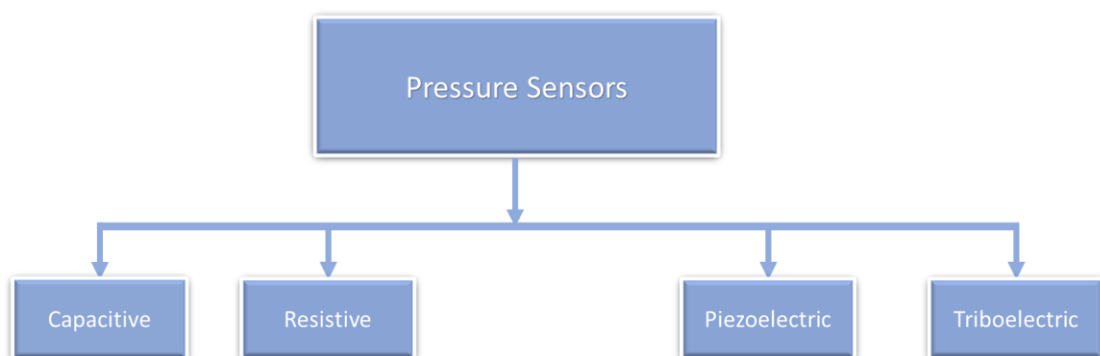 Pressure Sensors
Capacitive
Resistive
Piezoelectric
Triboelectric